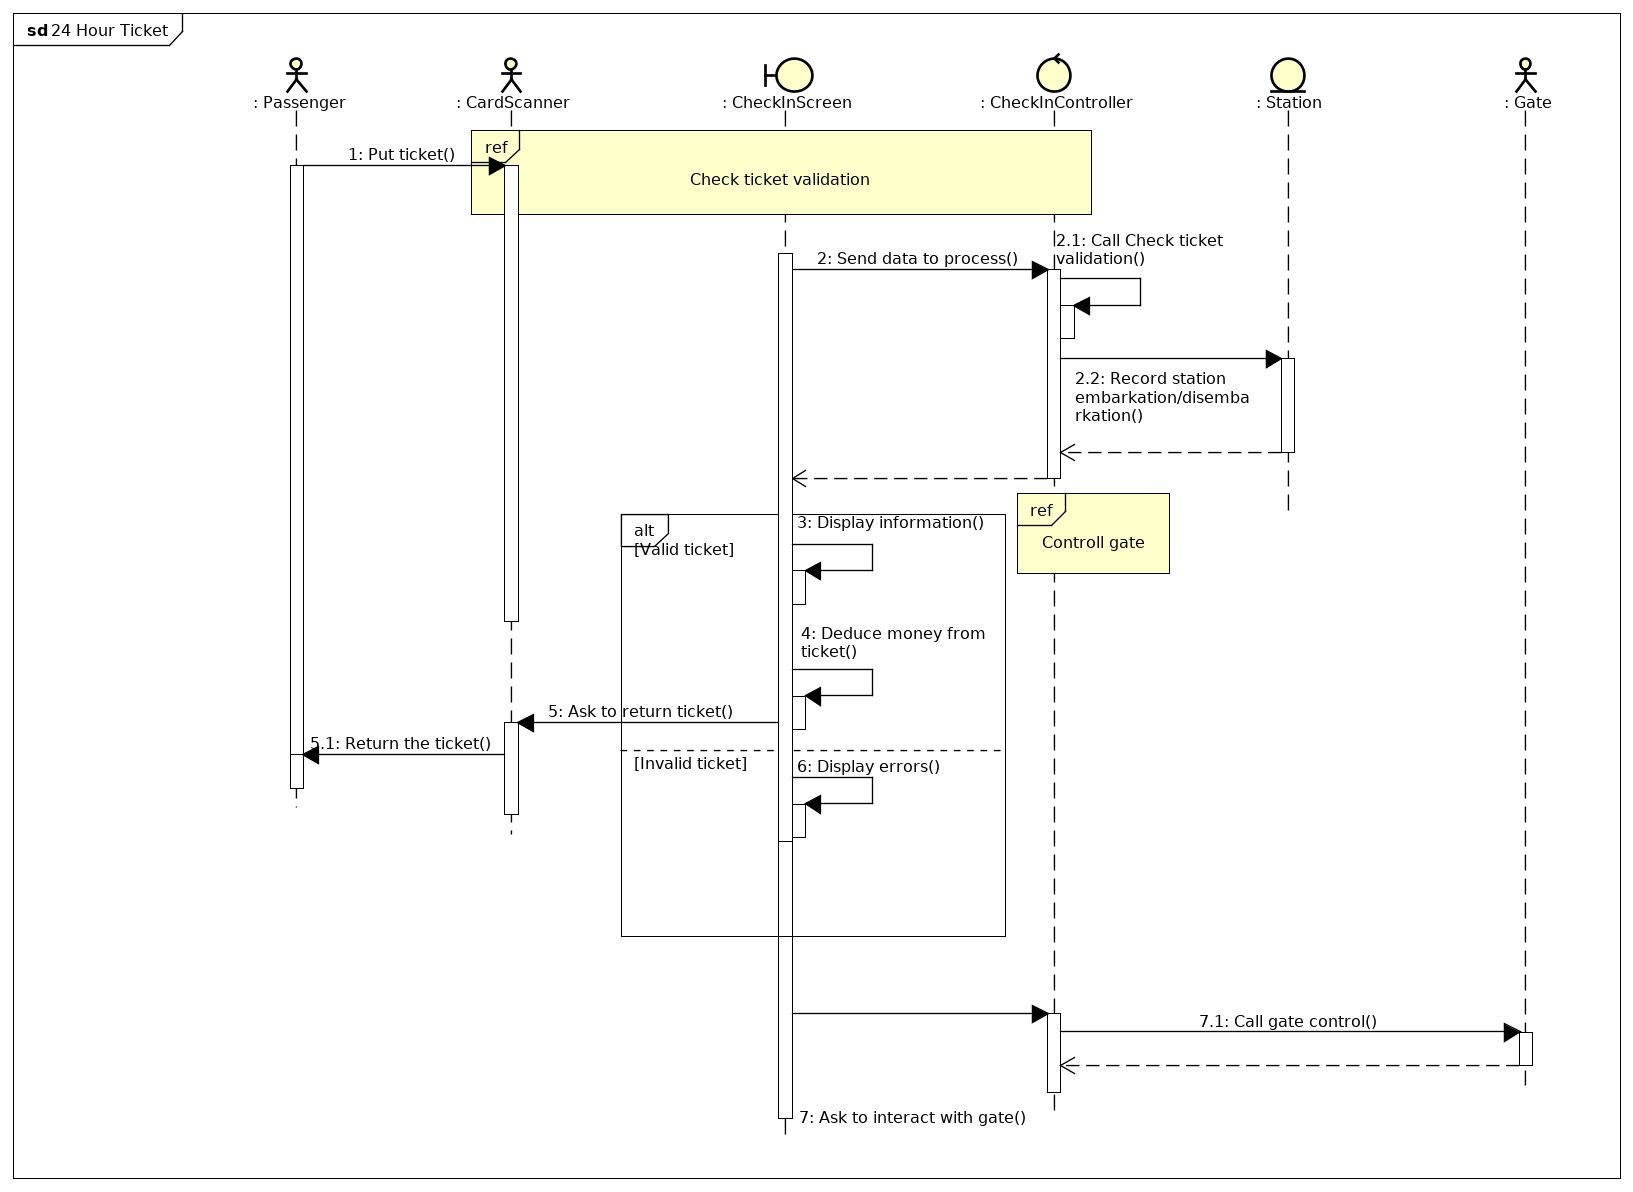 sd 24 Hour Ticket
: Passenger
: CardScanner
: CheckInScreen
: CheckInController
: Station
: Gate
ref
Check ticket validation
1: Put ticket()
2: Send data to process()
2.1: Call Check ticket
validation()
2.2: Record station
embarkation/disemba
rkation()
ref
Controll gate
alt
[Valid ticket]
3: Display information()
4: Deduce money from
ticket()
5: Ask to return ticket()
5.1: Return the ticket()
[Invalid ticket]
6: Display errors()
7.1: Call gate control()
7: Ask to interact with gate()